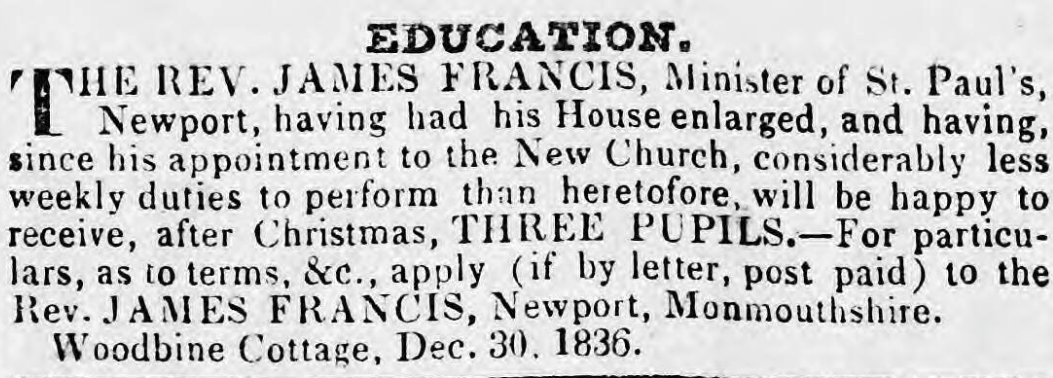 EDUCATION.
THE REV. JAMES FRANCIS, Minister of St. Paul's,
Newport, having had his House enlarged, and having,
since his appointment to the New Church, considerably less
weekly duties to perform than heretofore, will be happy to
receive, after Christmas, THREE PUPILS.—For particu-
lars, as to terms, &c., apply (if by letter, post paid) to the
Rev. JAMES FRANCIS, Newport, Monmouthshire.
Woodbine Cottage, Dec. 30. 1836.